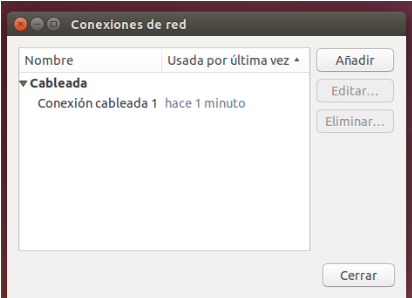 Conexiones de red
Nombre Usada por última vez Añadir
Cableada Editar...
Conexión cableada 1 hace 1 minuto
Eliminar...
Cerrar